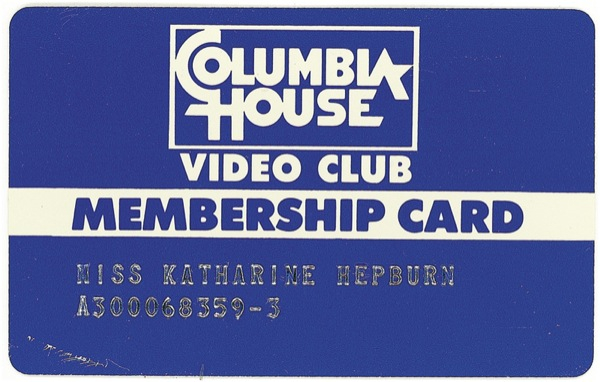 COLUMBIA
HOUSE
VIDEO CLUB
MEMBERSHIP CARD
MISS KATHARINE HEPBURN
A300068359-3